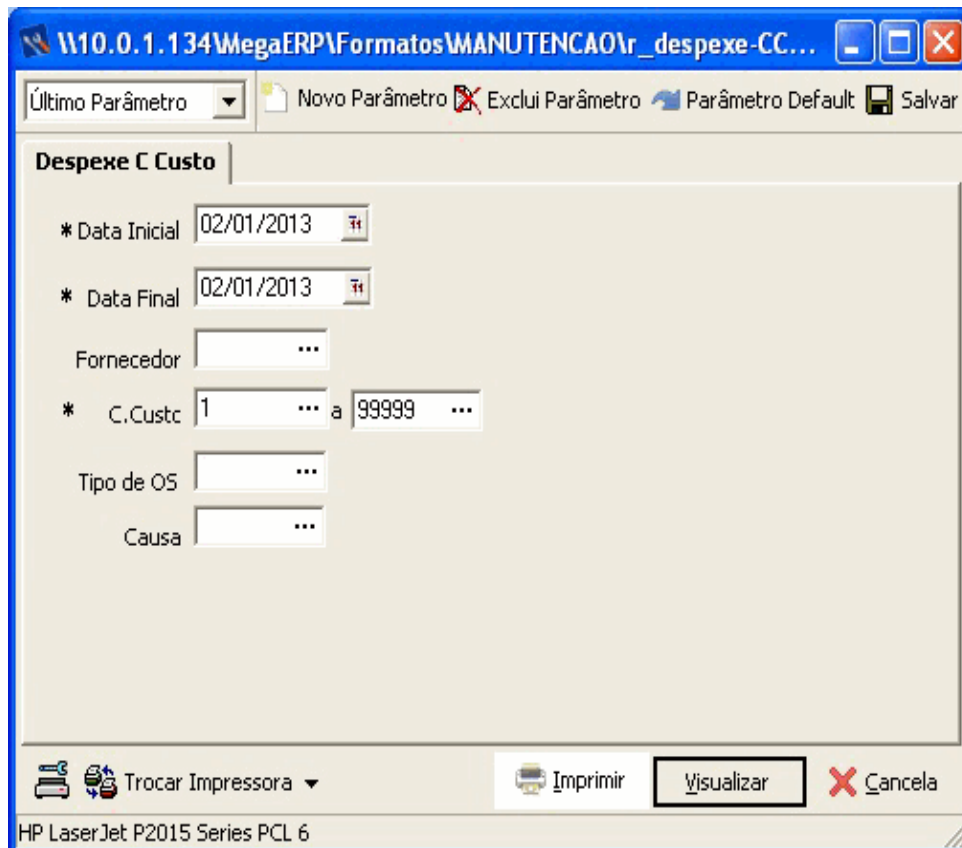 \\10.0.1.134\MegaERP\Formatos\MANUTENCAO\r_despexe-CC...
Último Parâmetro Novo Parâmetro Exclui Parâmetro Parâmetro Default Salvar
Despexe C Custo
* Data Inicial 02/01/2013
* Data Final 02/01/2013
Fornecedor ...
* C.Custc 1 ... a 99999 ...
Tipo de OS ...
Causa ...
Trocar Impressora Imprimir Visualizar Cancela
HP LaserJet P2015 Series PCL 6